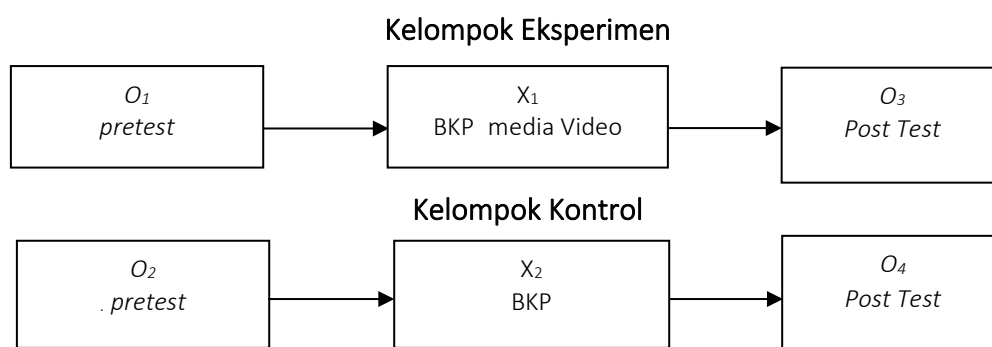 Kelompok Eksperimen
O1
pretest
X1
BKP media Video
O3
Post Test
Kelompok Kontrol
O2
. pretest
X2
BKP
O4
Post Test